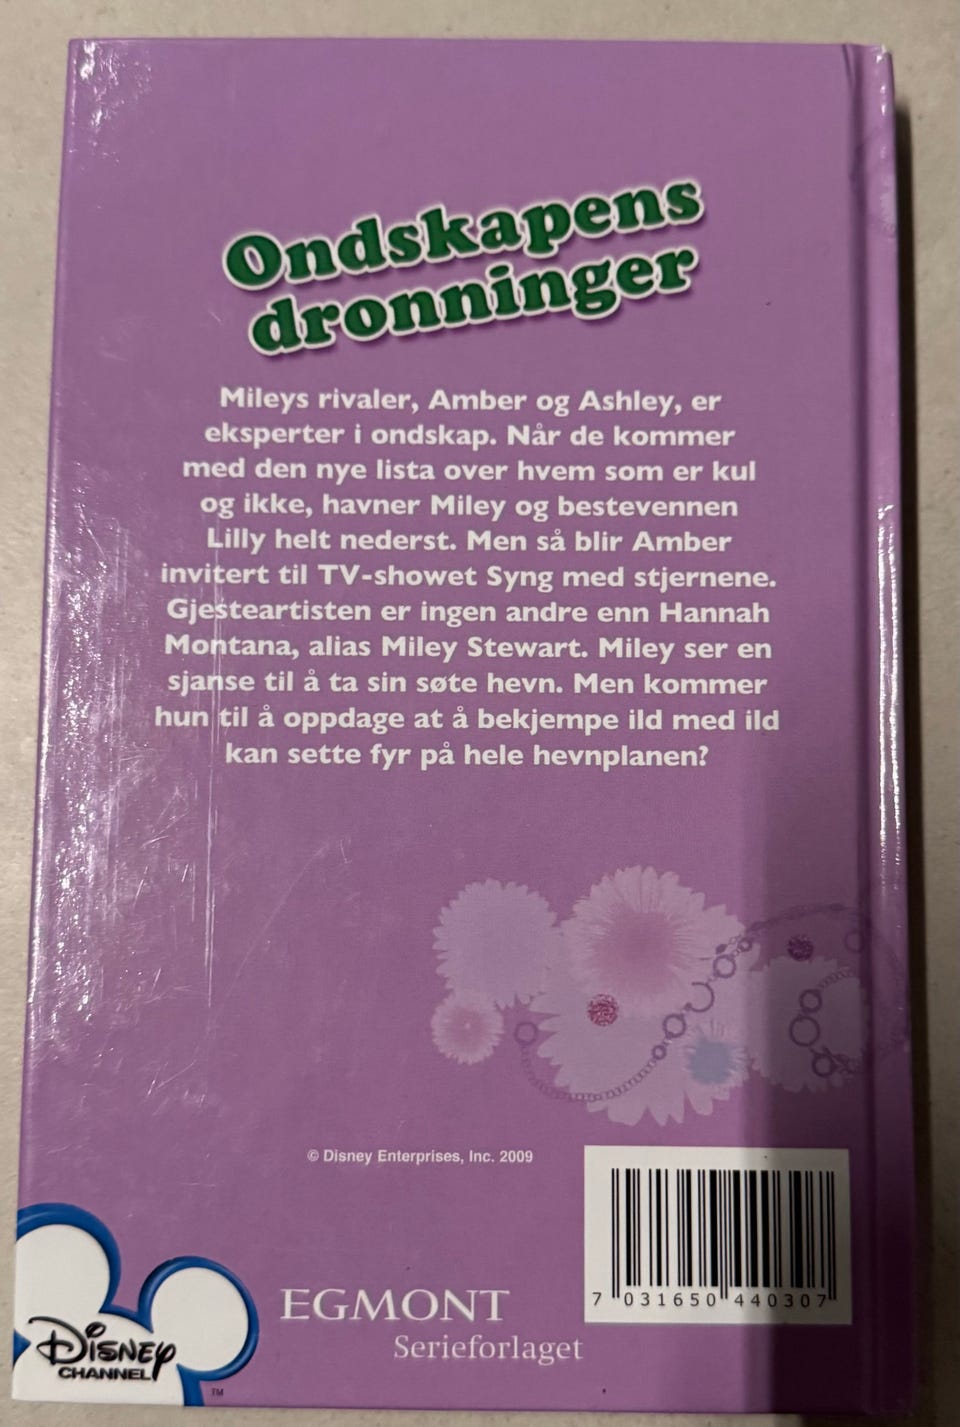 Ondskapens
dronninger
Mileys rivaler, Amber og Ashley, er
eksperter i ondskap. Når de kommer
med den nye lista over hvem som er kul
og ikke, havner Miley og bestevennen
Lilly helt nederst. Men så blir Amber
invitert til TV-showet Syng med stjernene.
Gjesteartisten er ingen andre enn Hannah
Montana, alias Miley Stewart. Miley ser en
sjanse til å ta sin søte hevn. Men kommer
hun til å oppdage at å bekjempe ild med ild
kan sette fyr på hele hevnplanen?
© Disney Enterprises, Inc. 2009
7 031650 440307
EGMONT
Serieforlaget
DISNEY
CHANNEL
TM